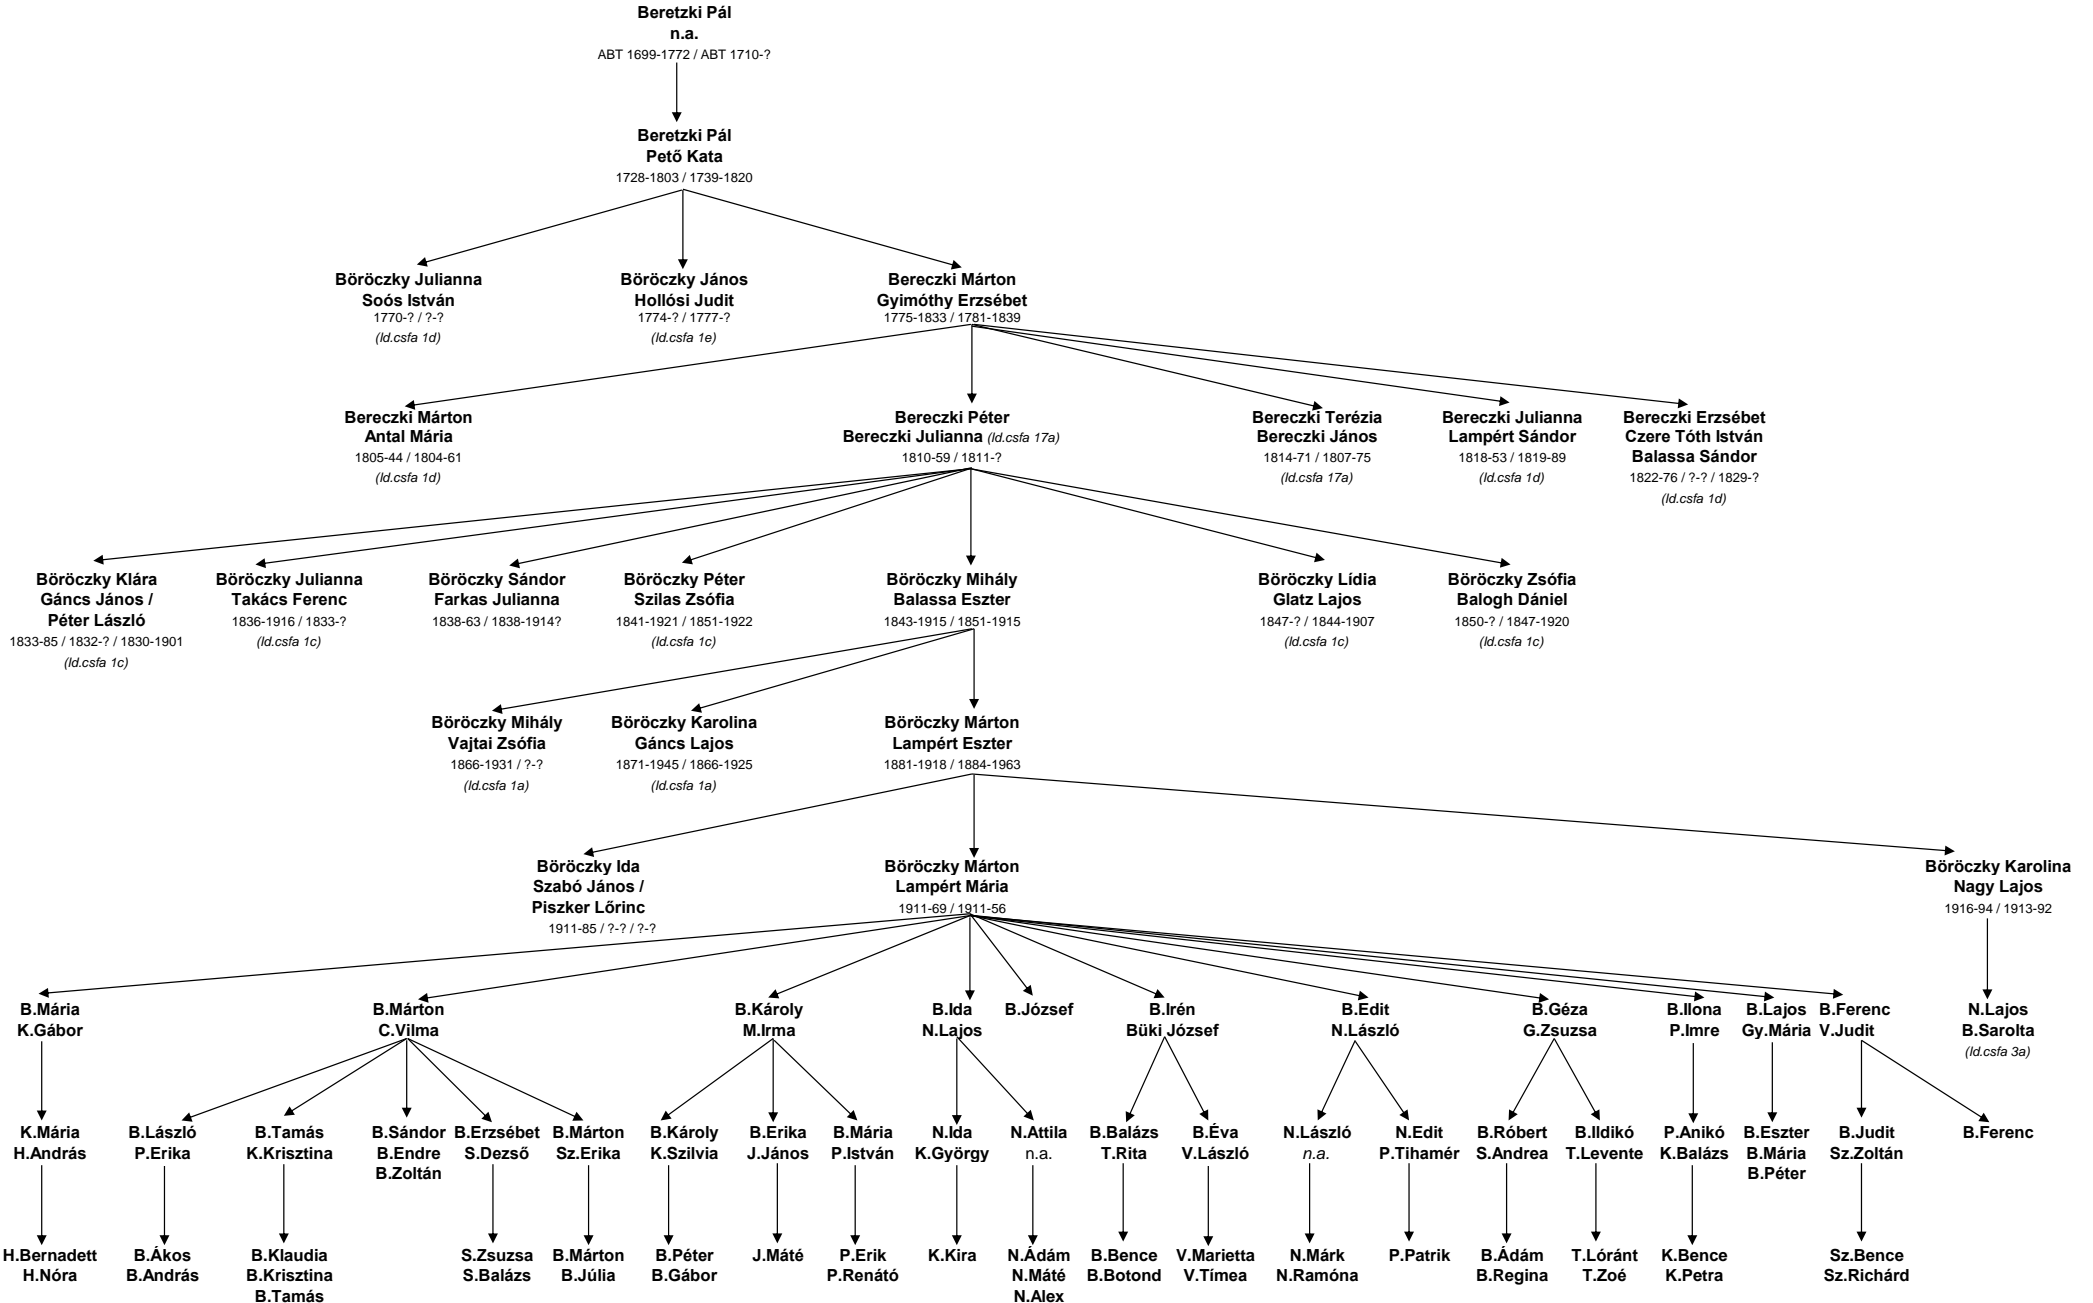 Beretzki Pál
n.a.
ABT 1699-1772 / ABT 1710-?
Beretzki Pál
Pető Kata
1728-1803 / 1739-1820
Böröczky Julianna
Soós István
1770-? / ?-?
(ld.csfa 1d)
Böröczky János
Hollósi Judit
1774-? / 1777-?
(ld.csfa 1e)
Bereczki Márton
Gyimóthy Erzsébet
1775-1833 / 1781-1839
Bereczki Márton
Antal Mária
1805-44 / 1804-61
(ld.csfa 1d)
Bereczki Péter
Bereczki Julianna (ld.csfa 17a)
1810-59 / 1811-?
Bereczki Terézia
Bereczki János
1814-71 / 1807-75
(ld.csfa 17a)
Bereczki Julianna
Lampért Sándor
1818-53 / 1819-89
(ld.csfa 1d)
Bereczki Erzsébet
Czere Tóth István
Balassa Sándor
1822-76 / ?-? / 1829-?
(ld.csfa 1d)
Böröczky Klára
Gáncs János /
Péter László
1833-85 / 1832-? / 1830-1901
(ld.csfa 1c)
Böröczky Julianna
Takács Ferenc
1836-1916 / 1833-?
(ld.csfa 1c)
Böröczky Sándor
Farkas Julianna
1838-63 / 1838-1914?
Böröczky Péter
Szilas Zsófia
1841-1921 / 1851-1922
(ld.csfa 1c)
Böröczky Mihály
Balassa Eszter
1843-1915 / 1851-1915
Böröczky Lídia
Glatz Lajos
1847-? / 1844-1907
(ld.csfa 1c)
Böröczky Zsófia
Balogh Dániel
1850-? / 1847-1920
(ld.csfa 1c)
Böröczky Mihály
Vajtai Zsófia
1866-1931 / ?-?
(ld.csfa 1a)
Böröczky Karolina
Gáncs Lajos
1871-1945 / 1866-1925
(ld.csfa 1a)
Böröczky Márton
Lampért Eszter
1881-1918 / 1884-1963
Böröczky Ida
Szabó János /
Piszker Lőrinc
1911-85 / ?-? / ?-?
Böröczky Márton
Lampért Mária
1911-69 / 1911-56
Böröczky Karolina
Nagy Lajos
1916-94 / 1913-92
B.Mária
K.Gábor
B.Márton
C.Vilma
B.Károly
M.Irma
B.Ida
N.Lajos
B.József
B.Irén
Büki József
B.Edit
N.László
B.Géza
G.Zsuzsa
B.Ilona
P.Imre
B.Lajos
Gy.Mária
B.Ferenc
V.Judit
N.Lajos
B.Sarolta
(ld.csfa 3a)
K.Mária
H.András
B.László
P.Erika
B.Tamás
K.Krisztina
B.Sándor
B.Endre
B.Zoltán
B.Erzsébet
S.Dezső
B.Márton
Sz.Erika
B.Károly
K.Szilvia
B.Erika
J.János
B.Mária
P.István
N.Ida
K.György
N.Attila
n.a.
B.Balázs
T.Rita
B.Éva
V.László
N.László
n.a.
N.Edit
P.Tihamér
B.Róbert
S.Andrea
B.Ildikó
T.Levente
P.Anikó
K.Balázs
B.Eszter
B.Mária
B.Péter
B.Judit
Sz.Zoltán
B.Ferenc
H.Bernadett
H.Nóra
B.Ákos
B.András
B.Klaudia
B.Krisztina
B.Tamás
S.Zsuzsa
S.Balázs
B.Márton
B.Júlia
B.Péter
B.Gábor
J.Máté
P.Erik
P.Renátó
K.Kira
N.Ádám
N.Máté
N.Alex
B.Bence
B.Botond
V.Marietta
V.Tímea
N.Márk
N.Ramóna
P.Patrik
B.Ádám
B.Regina
T.Lóránt
T.Zoé
K.Bence
K.Petra
Sz.Bence
Sz.Richárd